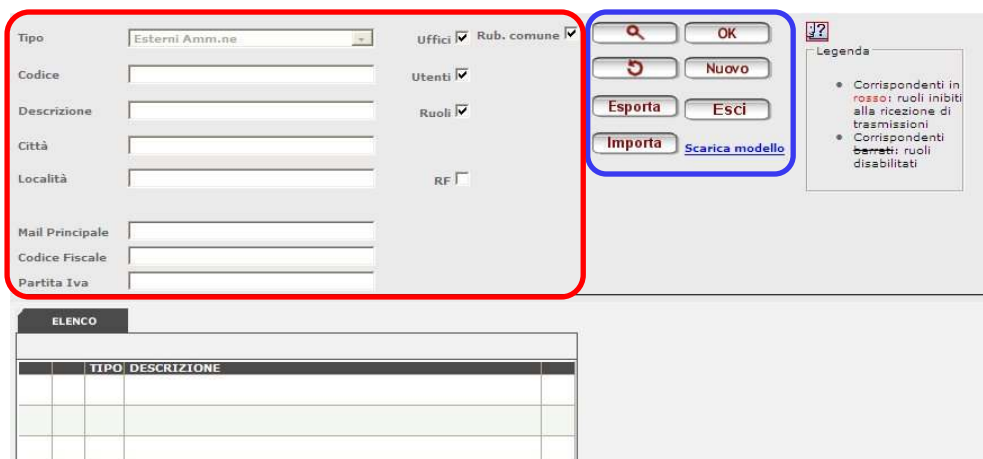 Tipo Esterni Amm.ne Uffici Rub. comune
OK
Codice Utenti
Nuovo
Descrizione Ruoli
Esporta Esci
Città
Importa Scarica modello
Località RF
Mail Principale
Codice Fiscale
Partita Iva
?
Legenda
Corrispondenti in
rosso: ruoli inibiti
alla ricezione di
trasmissioni
Corrispondenti
barrati: ruoli
disabilitati
ELENCO
TIPO DESCRIZIONE